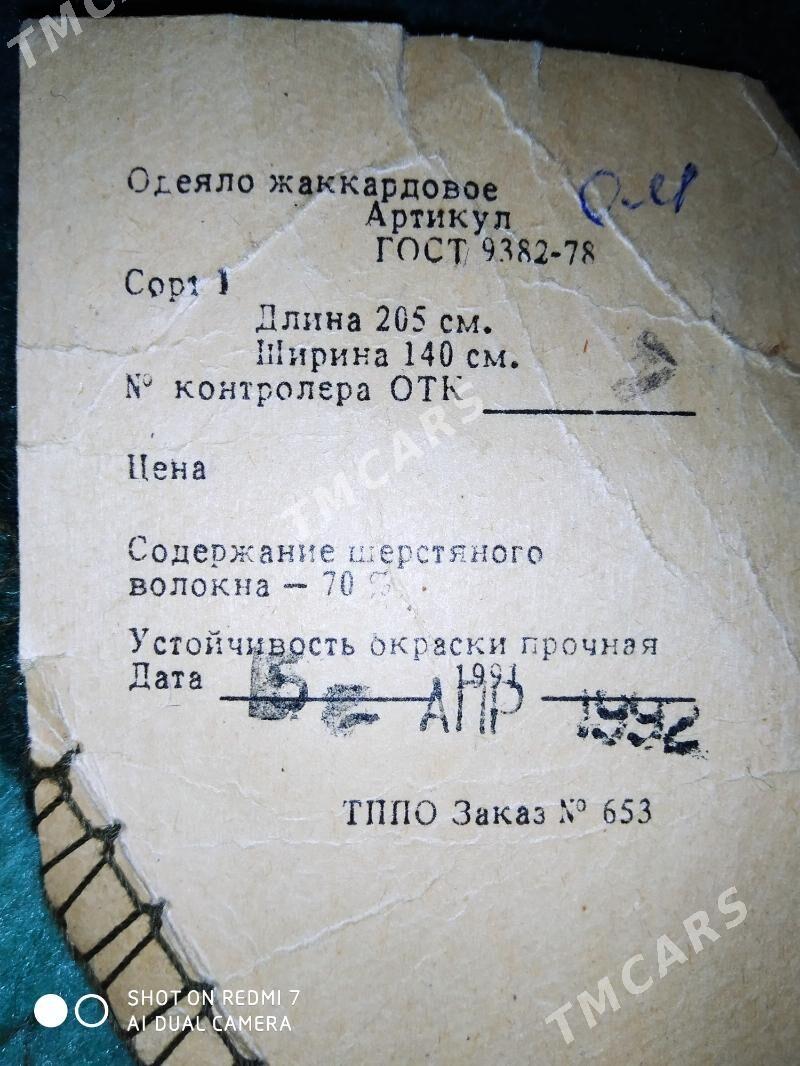 TMCARS
Одеяло жаккардовое
Артикул
ГОСТ 9382-78
Сорт 1
Длина 205 см.
Ширина 140 см.
№ контролера ОТК
TMCARS
Цена
Содержание шерстяного
волокна — 70 %
Устойчивость окраски прочная
Дата 1991
АПР 1992
ТППО Заказ № 653
TMCARS
SHOT ON REDMI 7
AI DUAL CAMERA